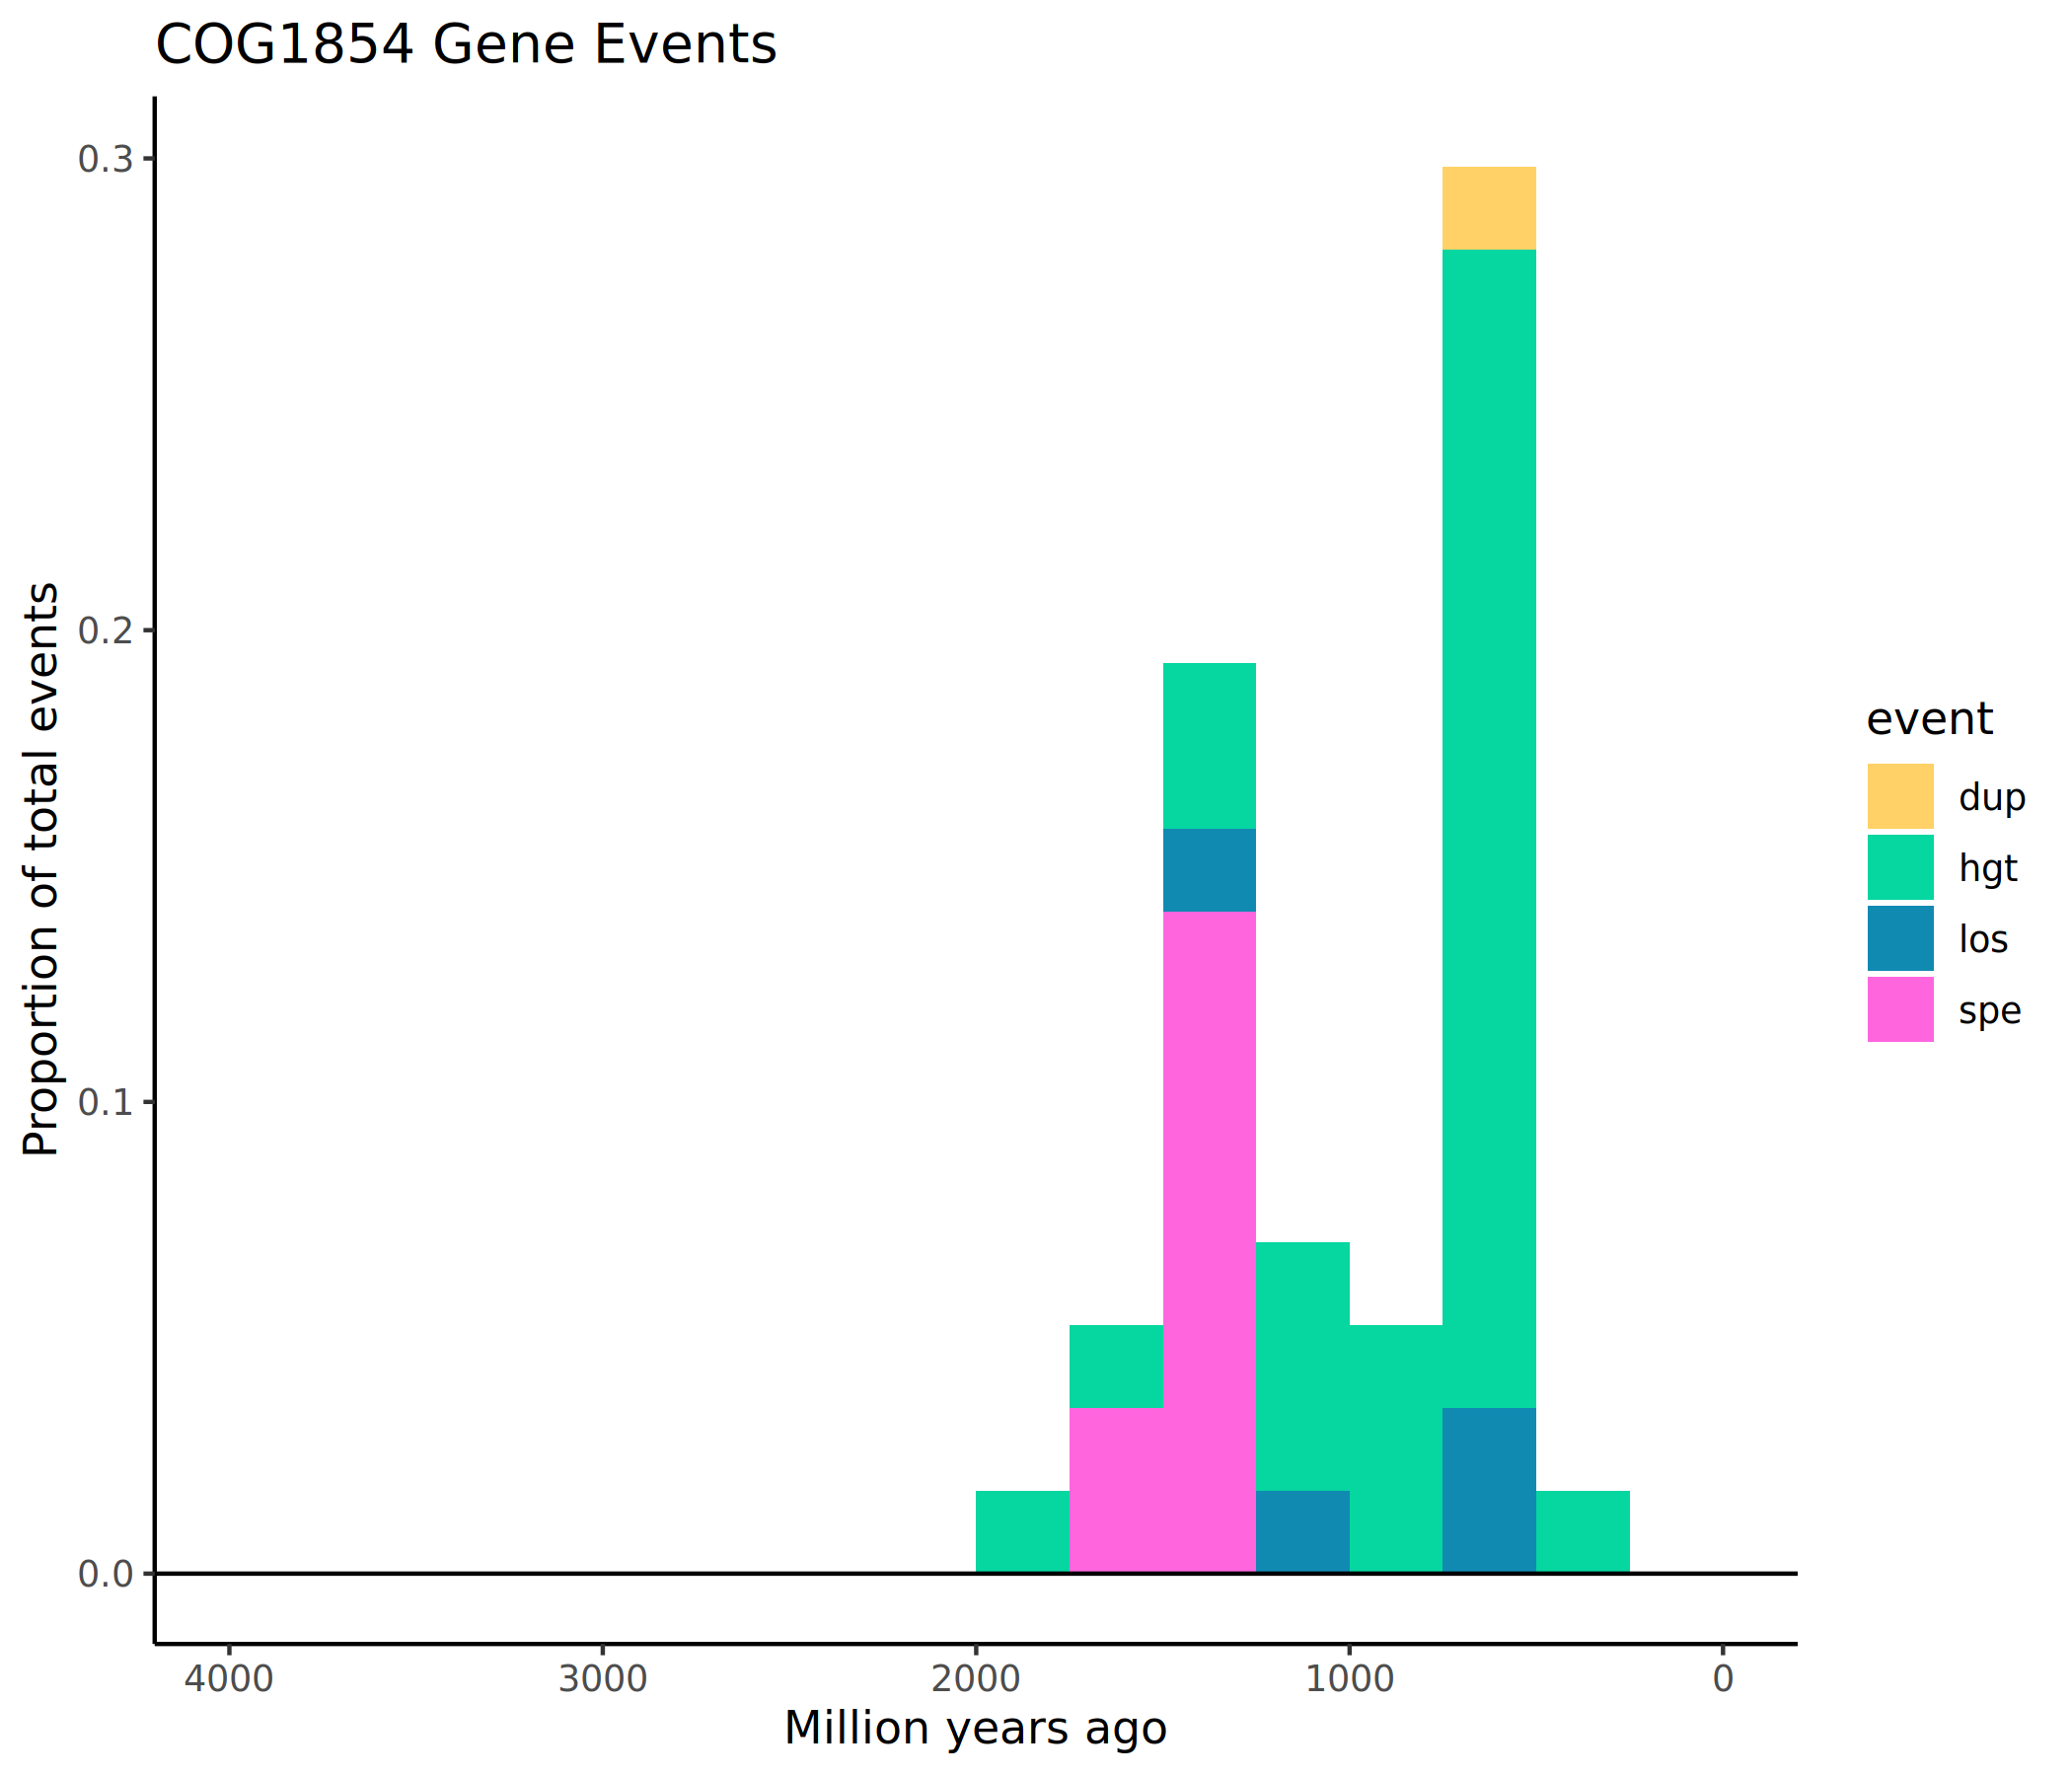 COG1854 Gene Events
0.3
0.2
0.1
0.0
Proportion of total events
4000 3000 2000 1000 0
Million years ago
event
dup
hgt
los
spe